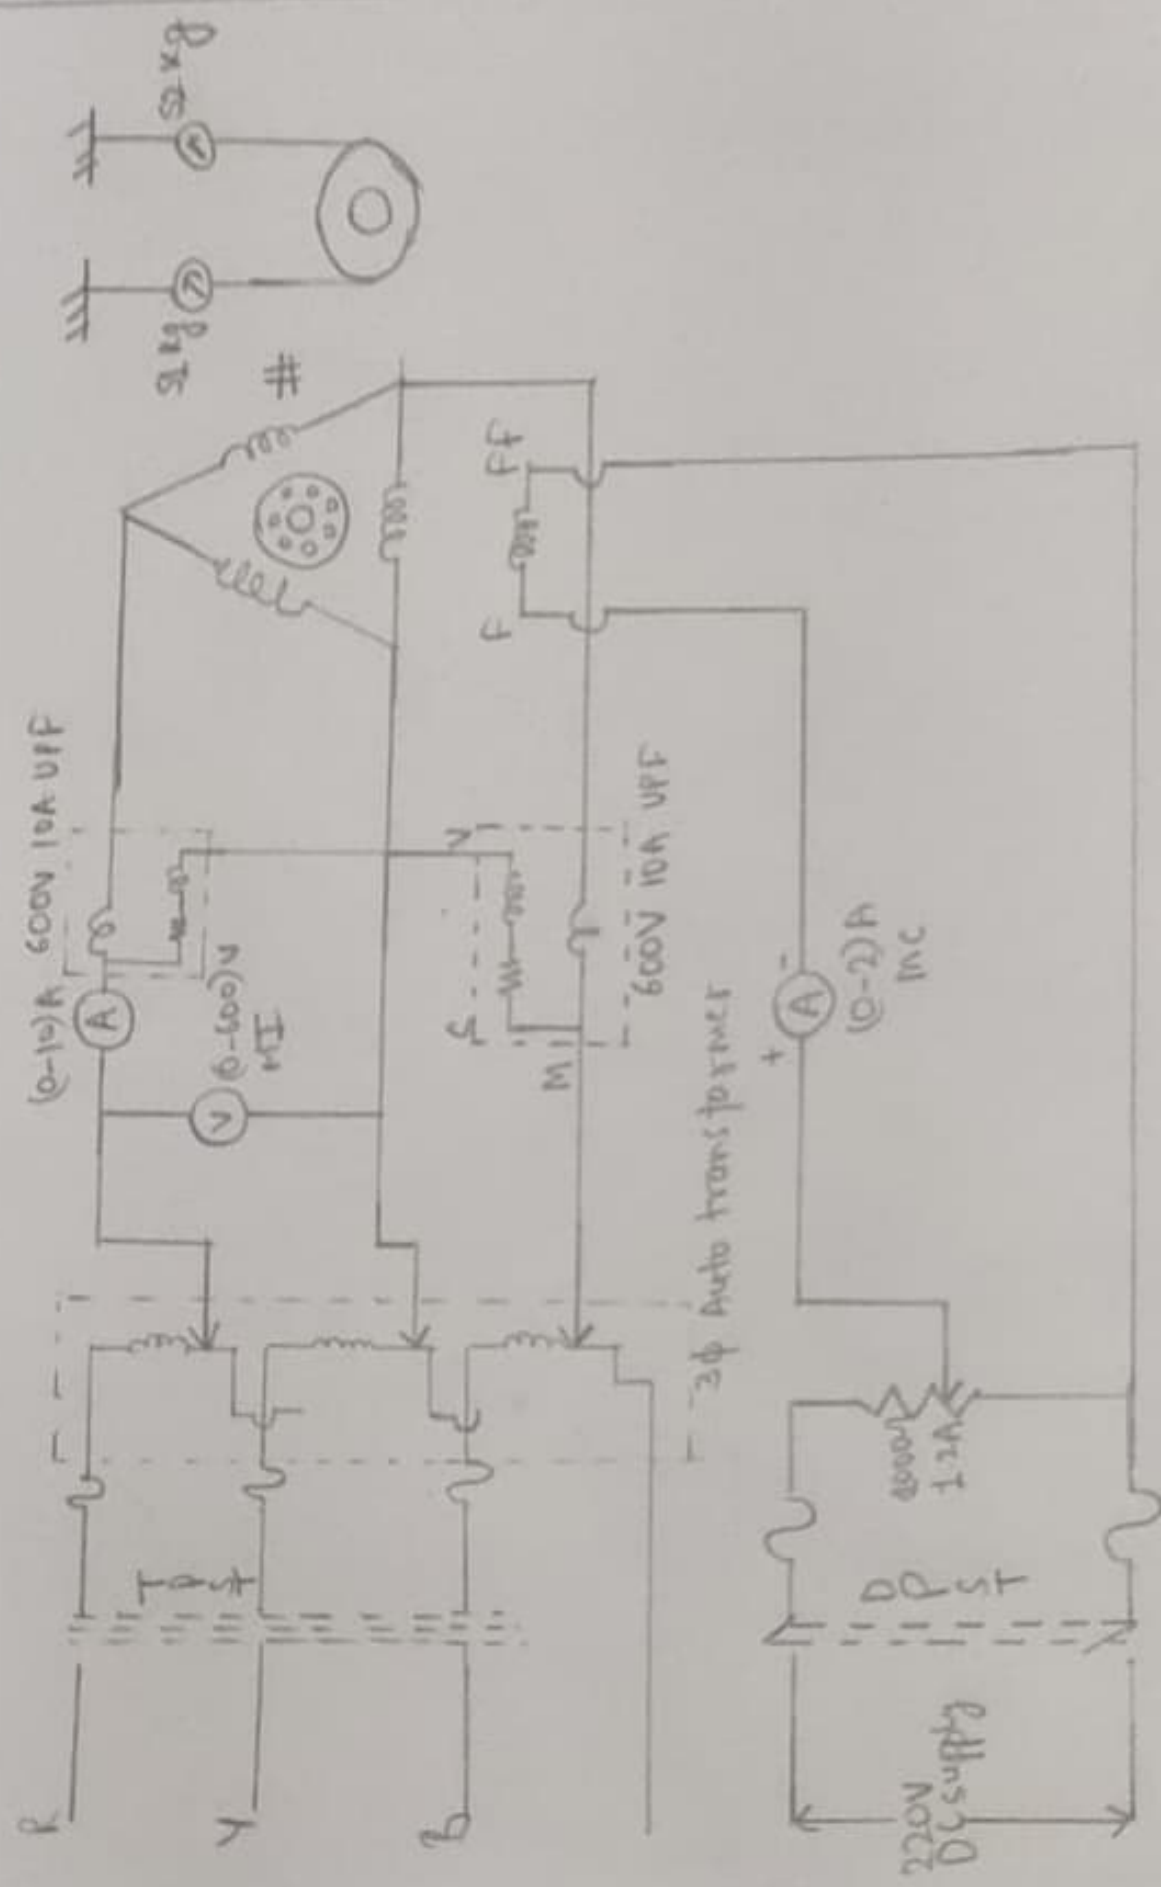 R
Y
B
TPST
3φ Auto transformer
(0-10)A
A
600V 10A UPF
V
(0-600)V
MI
M
C
V
600V 10A UPF
#
S1 kg
S2 kg
F
FF
220V
DC supply
DPST
1.2A
+
A
-
(0-2)A
MC